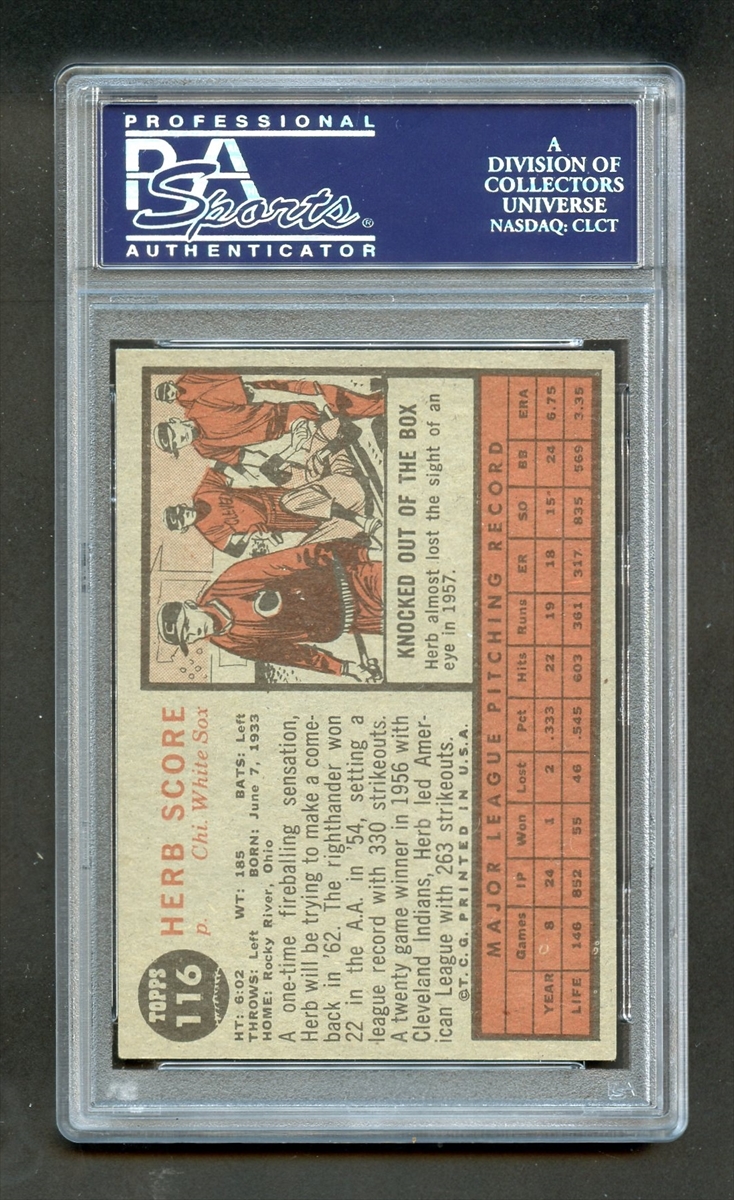 PROFESSIONAL
PSA
Sports®
AUTHENTICATOR
A
DIVISION OF
COLLECTORS
UNIVERSE
NASDAQ: CLCT
TOPPS
116
HERB SCORE
p. Chi. White Sox
HT: 6:02 WT: 185 BATS: Left
THROWS: Left BORN: June 7, 1933
HOME: Rocky River, Ohio
A one-time fireballing sensation,
Herb will be trying to make a come-
back in '62. The righthander won
22 in the A.A. in '54, setting a
league record with 330 strikeouts.
A twenty game winner in 1956 with
Cleveland Indians, Herb led Amer-
ican League with 263 strikeouts.
©T.C.G. PRINTED IN U.S.A.
C
CLEVE
KNOCKED OUT OF THE BOX
Herb almost lost the sight of an
eye in 1957.
MAJOR LEAGUE PITCHING RECORD
Games IP Won Lost Pct Hits Runs ER SO BB ERA
YEAR 8 24 1 2 .333 22 19 18 15 24 6.75
LIFE 146 852 55 46 .545 603 361 317 835 569 3.35